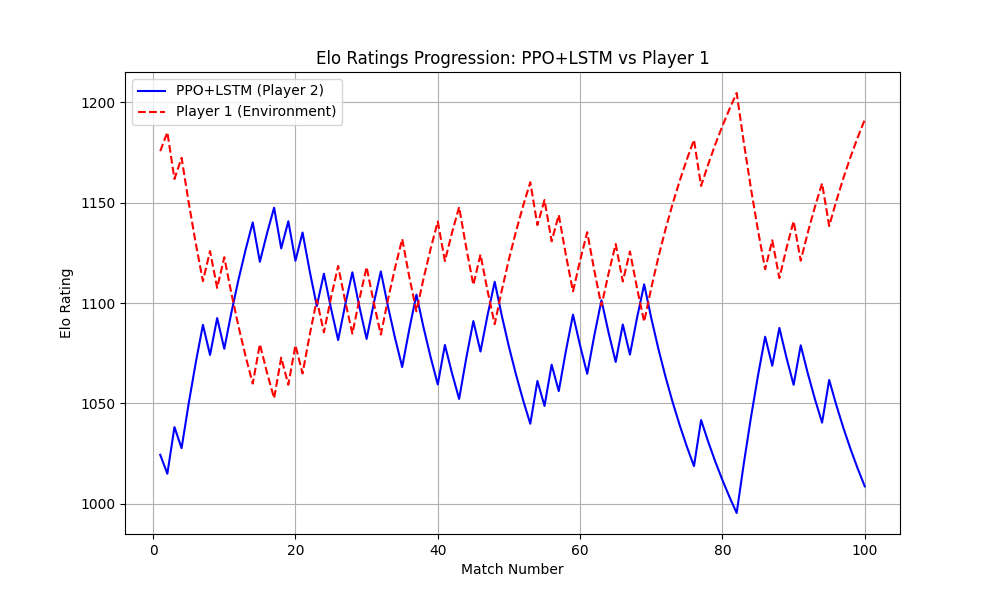 Elo Ratings Progression: PPO+LSTM vs Player 1
PPO+LSTM (Player 2)
Player 1 (Environment)
Elo Rating
1200
1150
1100
1050
1000
0 20 40 60 80 100
Match Number